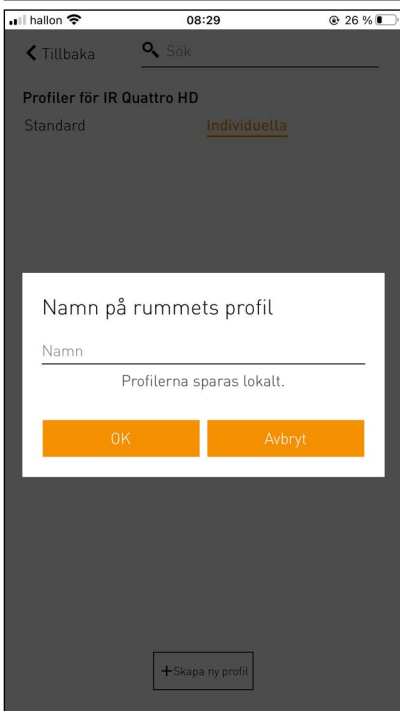 hallon 08:29 26 %
Tillbaka Sök
Profiler för IR Quattro HD
Standard Individuella
Namn på rummets profil
Namn
Profilerna sparas lokalt.
OK Avbryt
+Skapa ny profil